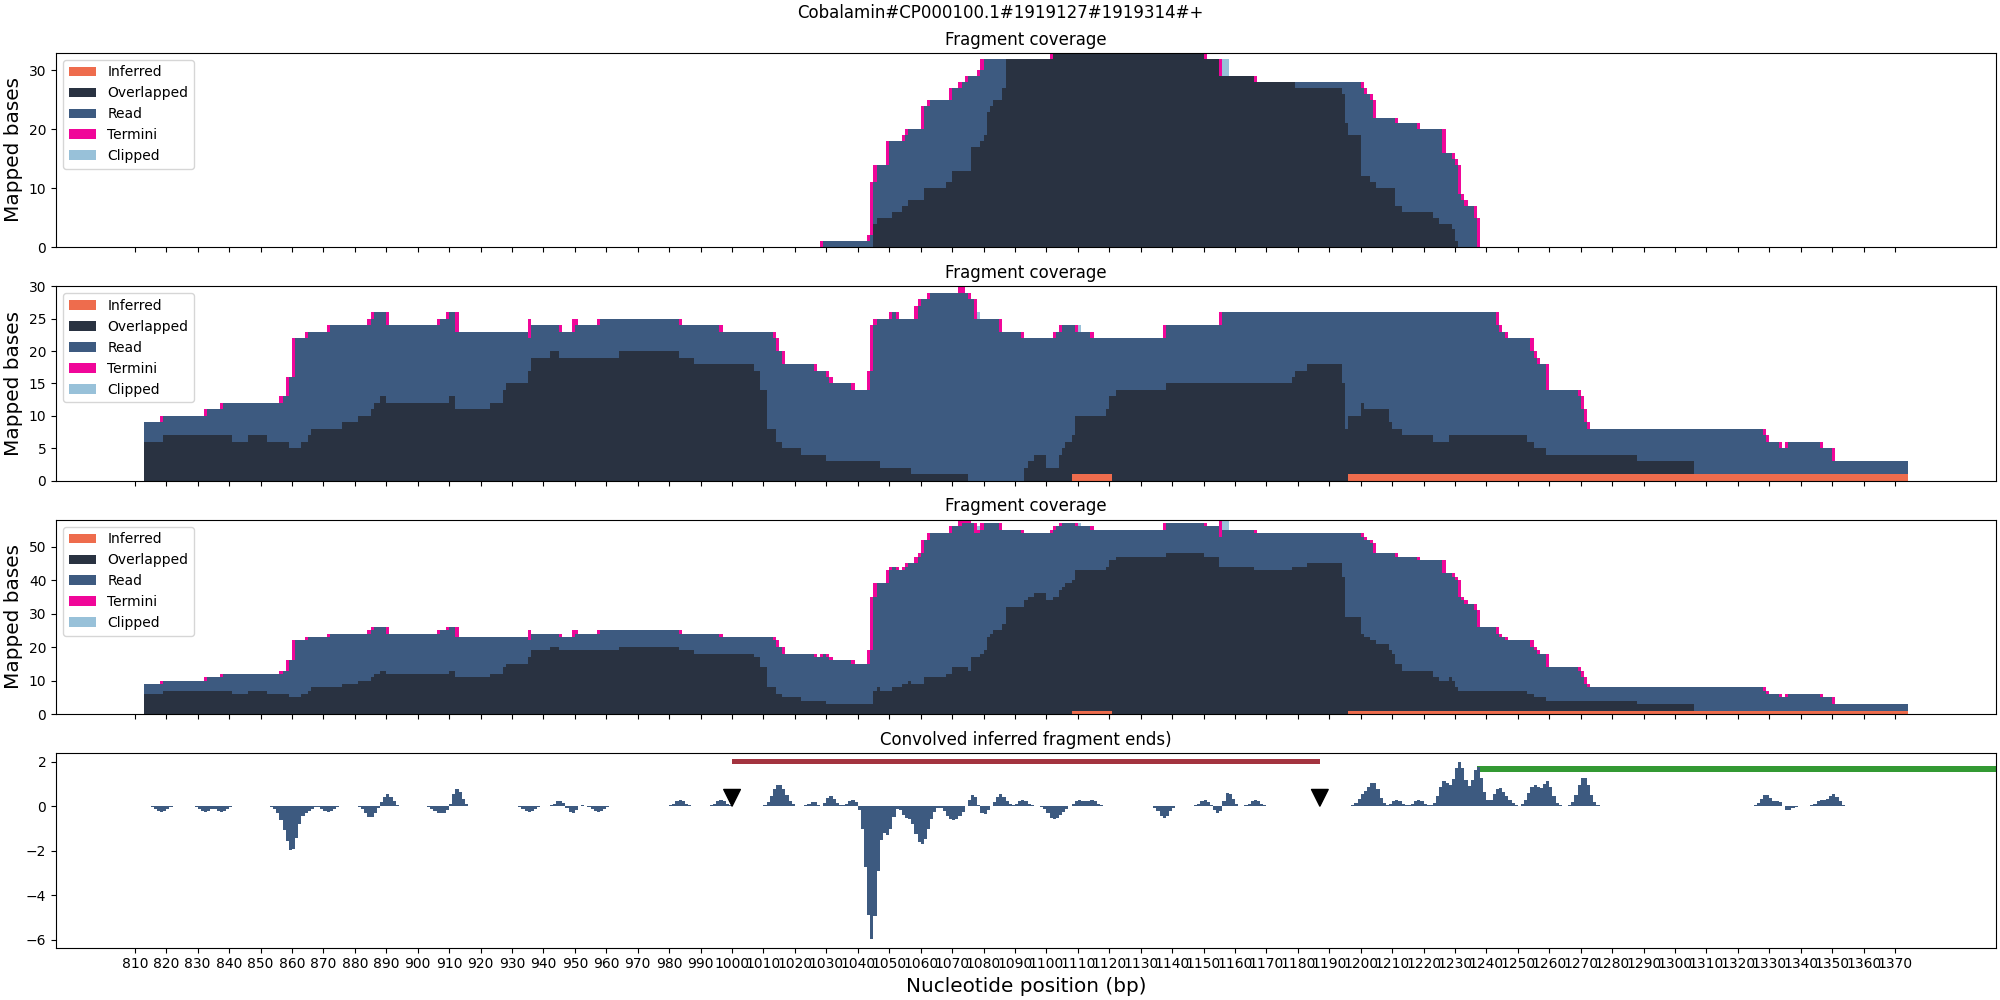 Cobalamin#CP000100.1#1919127#1919314#+
Fragment coverage
Mapped bases
30
20
10
0
Inferred
Overlapped
Read
Termini
Clipped
Fragment coverage
Mapped bases
30
25
20
15
10
5
0
Inferred
Overlapped
Read
Termini
Clipped
Fragment coverage
Mapped bases
50
40
30
20
10
0
Inferred
Overlapped
Read
Termini
Clipped
Convolved inferred fragment ends)
2
0
−2
−4
−6
810 820 830 840 850 860 870 880 890 900 910 920 930 940 950 960 970 980 990 1000 1010 1020 1030 1040 1050 1060 1070 1080 1090 1100 1110 1120 1130 1140 1150 1160 1170 1180 1190 1200 1210 1220 1230 1240 1250 1260 1270 1280 1290 1300 1310 1320 1330 1340 1350 1360 1370
Nucleotide position (bp)